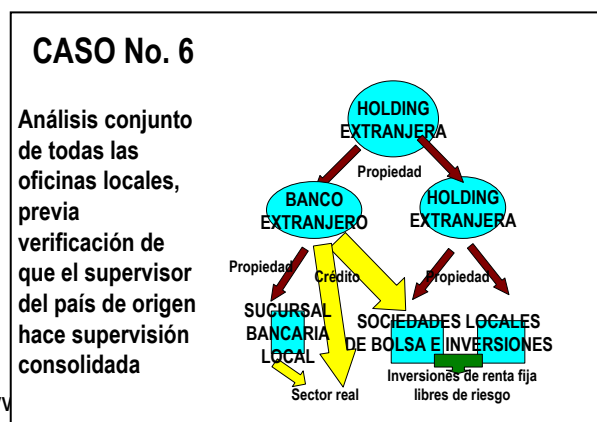 CASO No. 6
Análisis conjunto
de todas las
oficinas locales,
previa
verificación de
que el supervisor
del país de origen
hace supervisión
consolidada
HOLDING
EXTRANJERA
Propiedad
BANCO
EXTRANJERO
HOLDING
EXTRANJERA
Propiedad
Crédito
Propiedad
SUCURSAL
BANCARIA
LOCAL
SOCIEDADES LOCALES
DE BOLSA E INVERSIONES
Sector real
Inversiones de renta fija
libres de riesgo